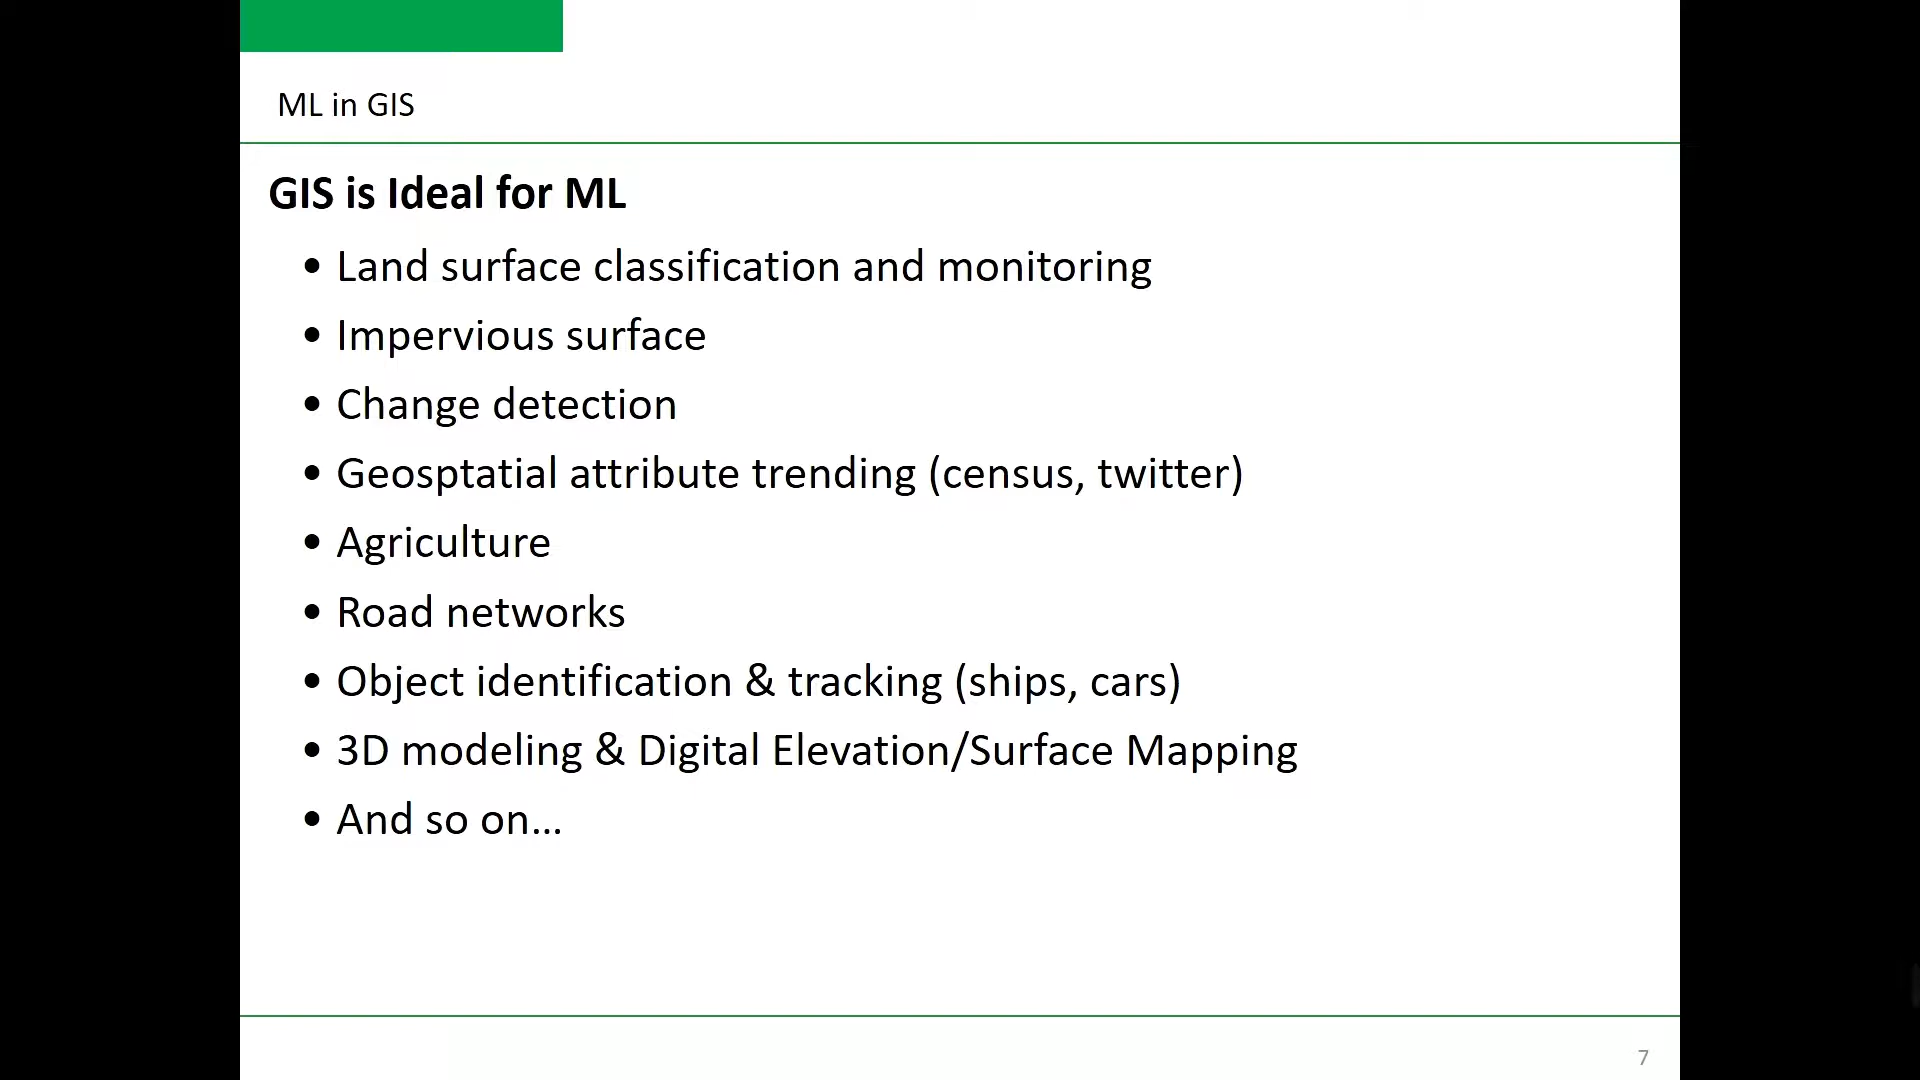 ML in GIS
GIS is Ideal for ML
• Land surface classification and monitoring
• Impervious surface
• Change detection
• Geosptatial attribute trending (census, twitter)
• Agriculture
• Road networks
• Object identification & tracking (ships, cars)
• 3D modeling & Digital Elevation/Surface Mapping
• And so on...
7